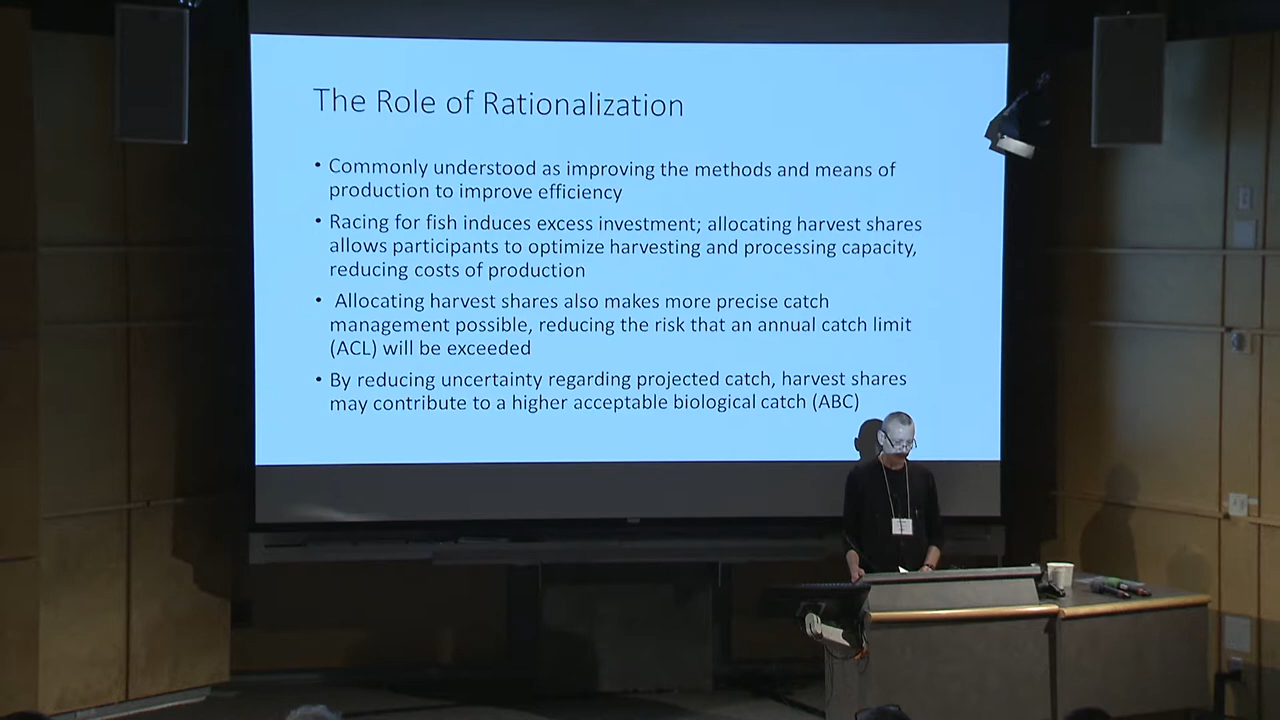 The Role of Rationalization
• Commonly understood as improving the methods and means of
production to improve efficiency
• Racing for fish induces excess investment; allocating harvest shares
allows participants to optimize harvesting and processing capacity,
reducing costs of production
• Allocating harvest shares also makes more precise catch
management possible, reducing the risk that an annual catch limit
(ACL) will be exceeded
• By reducing uncertainty regarding projected catch, harvest shares
may contribute to a higher acceptable biological catch (ABC)